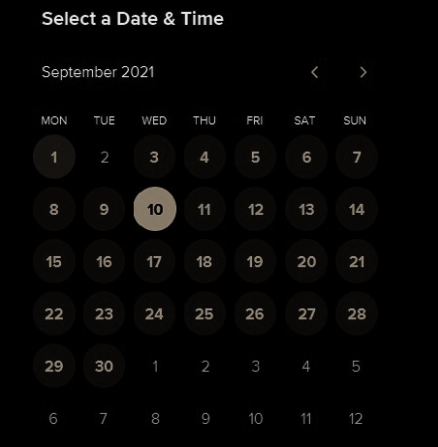 Select a Date & Time
September 2021
MON TUE WED THU FRI SAT SUN
1 2 3 4 5 6 7
8 9 10 11 12 13 14
15 16 17 18 19 20 21
22 23 24 25 26 27 28
29 30 1 2 3 4 5
6 7 8 9 10 11 12